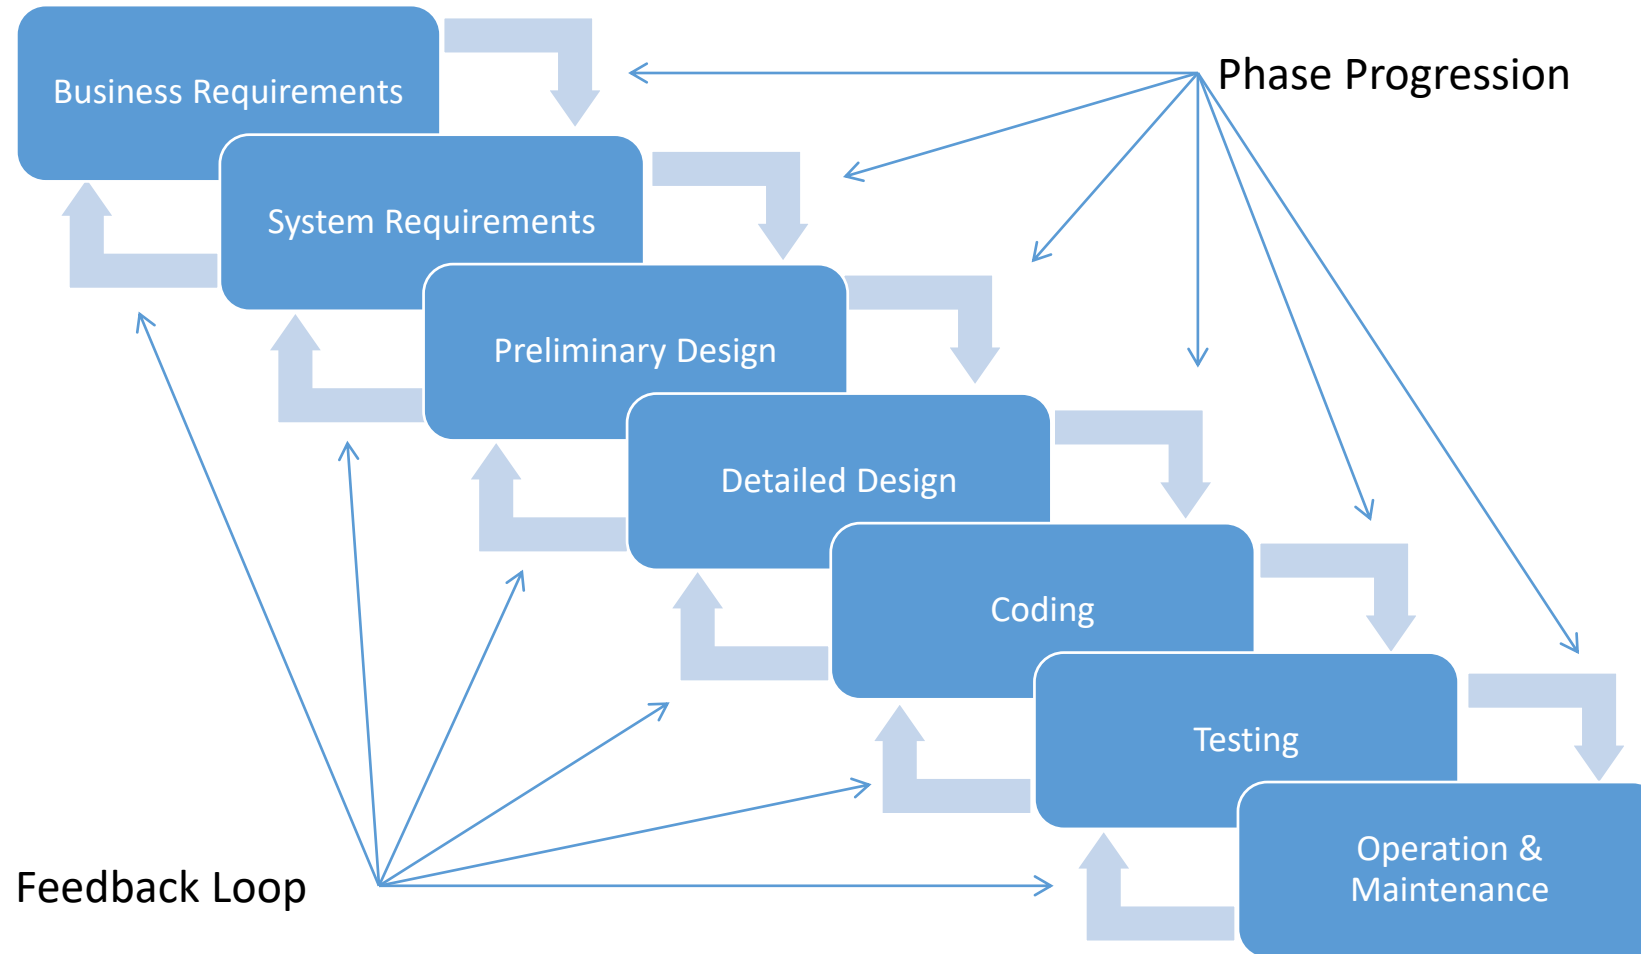 Business Requirements
Phase Progression
System Requirements
Preliminary Design
Detailed Design
Coding
Testing
Operation &
Maintenance
Feedback Loop